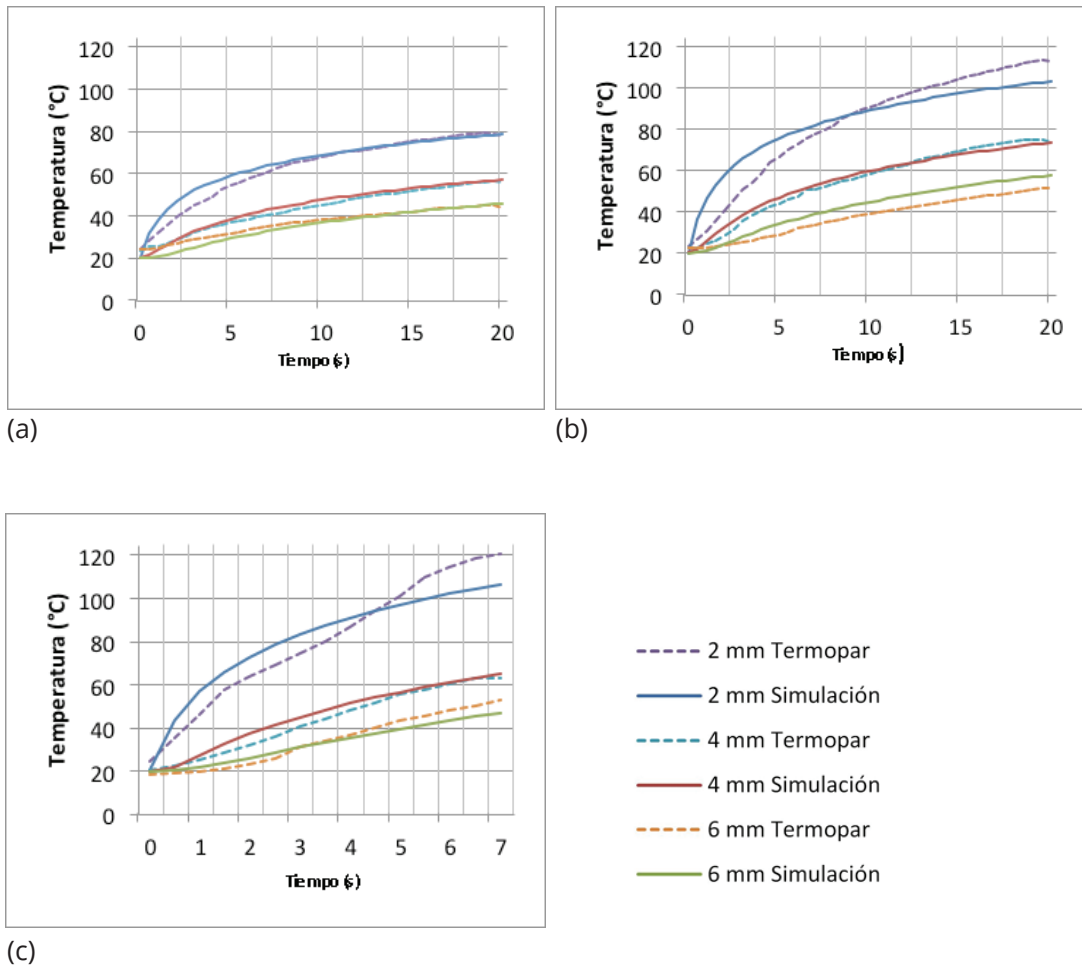 Temperatura (°C)
120
100
80
60
40
20
0
0 5 10 15 20
Tiempo (s)
(a)
Temperatura (°C)
120
100
80
60
40
20
0
0 5 10 15 20
Tiempo (s)
(b)
Temperatura (°C)
120
100
80
60
40
20
0
0 1 2 3 4 5 6 7
Tiempo (s)
(c)
2 mm Termopar
2 mm Simulación
4 mm Termopar
4 mm Simulación
6 mm Termopar
6 mm Simulación